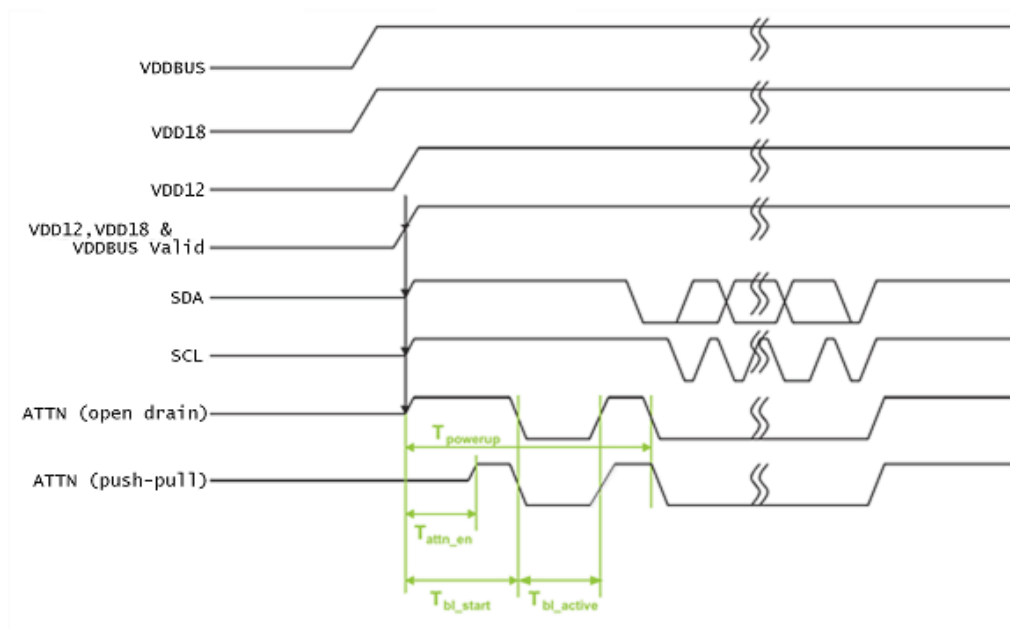 VDDBUS
VDD18
VDD12
VDD12,VDD18 &
VDDBUS Valid
SDA
SCL
ATTN (open drain)
Tpowerup
ATTN (push-pull)
Tattn_en
Tbl_start
Tbl_active